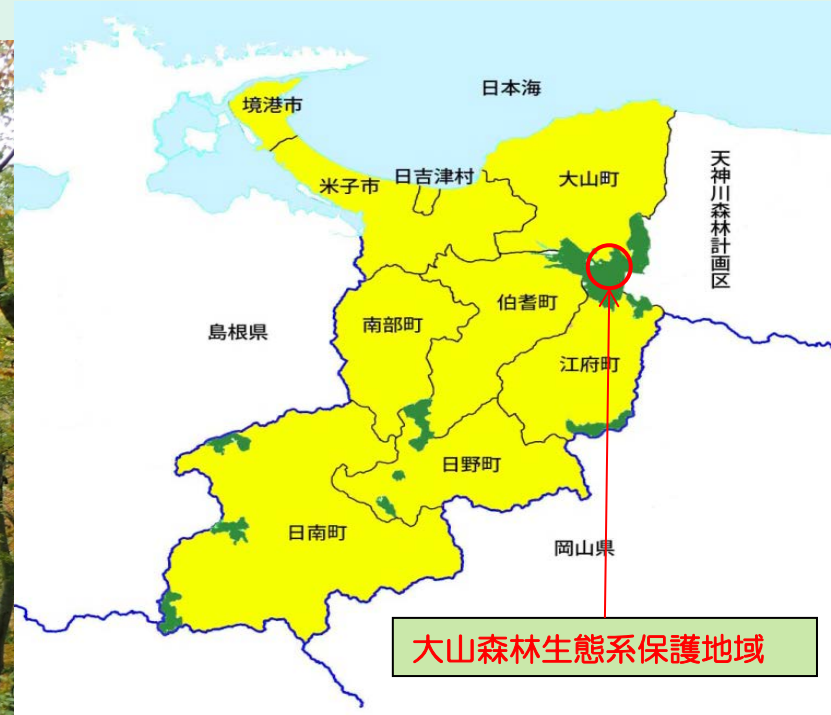 日本海
境港市
米子市
日吉津村
大山町
天神川森林計画区
島根県
南部町
伯耆町
江府町
日野町
日南町
岡山県
大山森林生態系保護地域